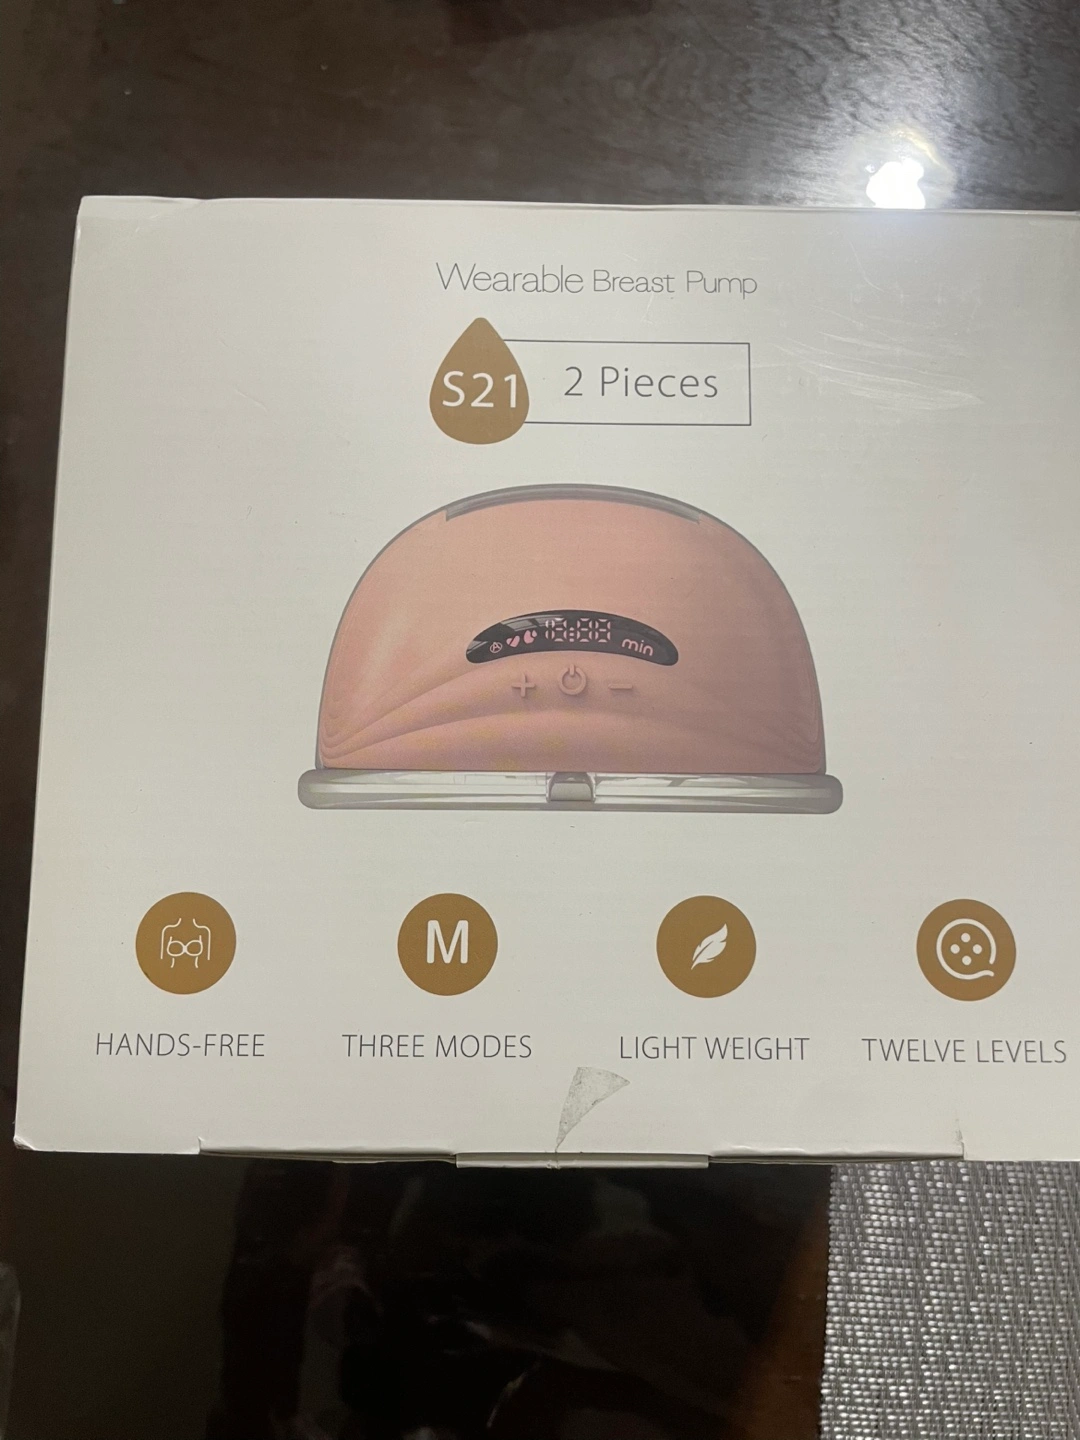 Wearable Breast Pump
S21 2 Pieces
min
+ −
M
HANDS-FREE THREE MODES LIGHT WEIGHT TWELVE LEVELS